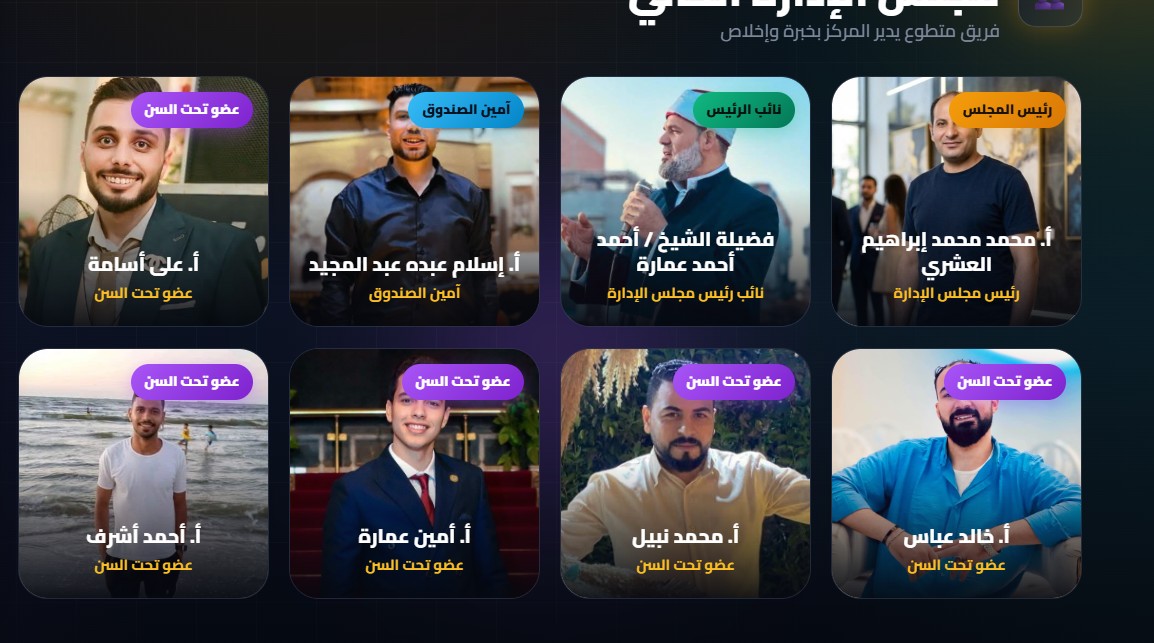 مجلس الإدارة الحالي
فريق متطوع يدير المركز بخبرة وإخلاص
رئيس المجلس
أ. محمد محمد إبراهيم
العشري
رئيس مجلس الإدارة
نائب الرئيس
فضيلة الشيخ / أحمد
أحمد عمارة
نائب رئيس مجلس الإدارة
أمين الصندوق
أ. إسلام عبده عبد المجيد
أمين الصندوق
عضو تحت السن
أ. على أسامة
عضو تحت السن
عضو تحت السن
أ. خالد عباس
عضو تحت السن
عضو تحت السن
أ. محمد نبيل
عضو تحت السن
عضو تحت السن
أ. أمين عمارة
عضو تحت السن
عضو تحت السن
أ. أحمد أشرف
عضو تحت السن